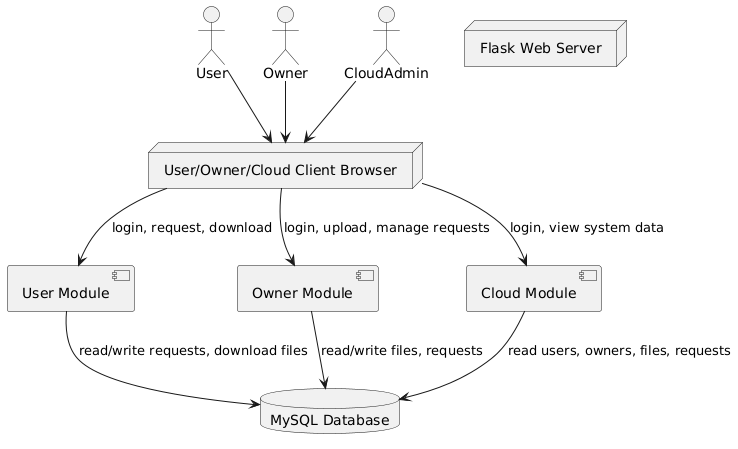 User
Owner
CloudAdmin
Flask Web Server
User/Owner/Cloud Client Browser
login, request, download
login, upload, manage requests
login, view system data
User Module
Owner Module
Cloud Module
read/write requests, download files
read/write files, requests
read users, owners, files, requests
MySQL Database